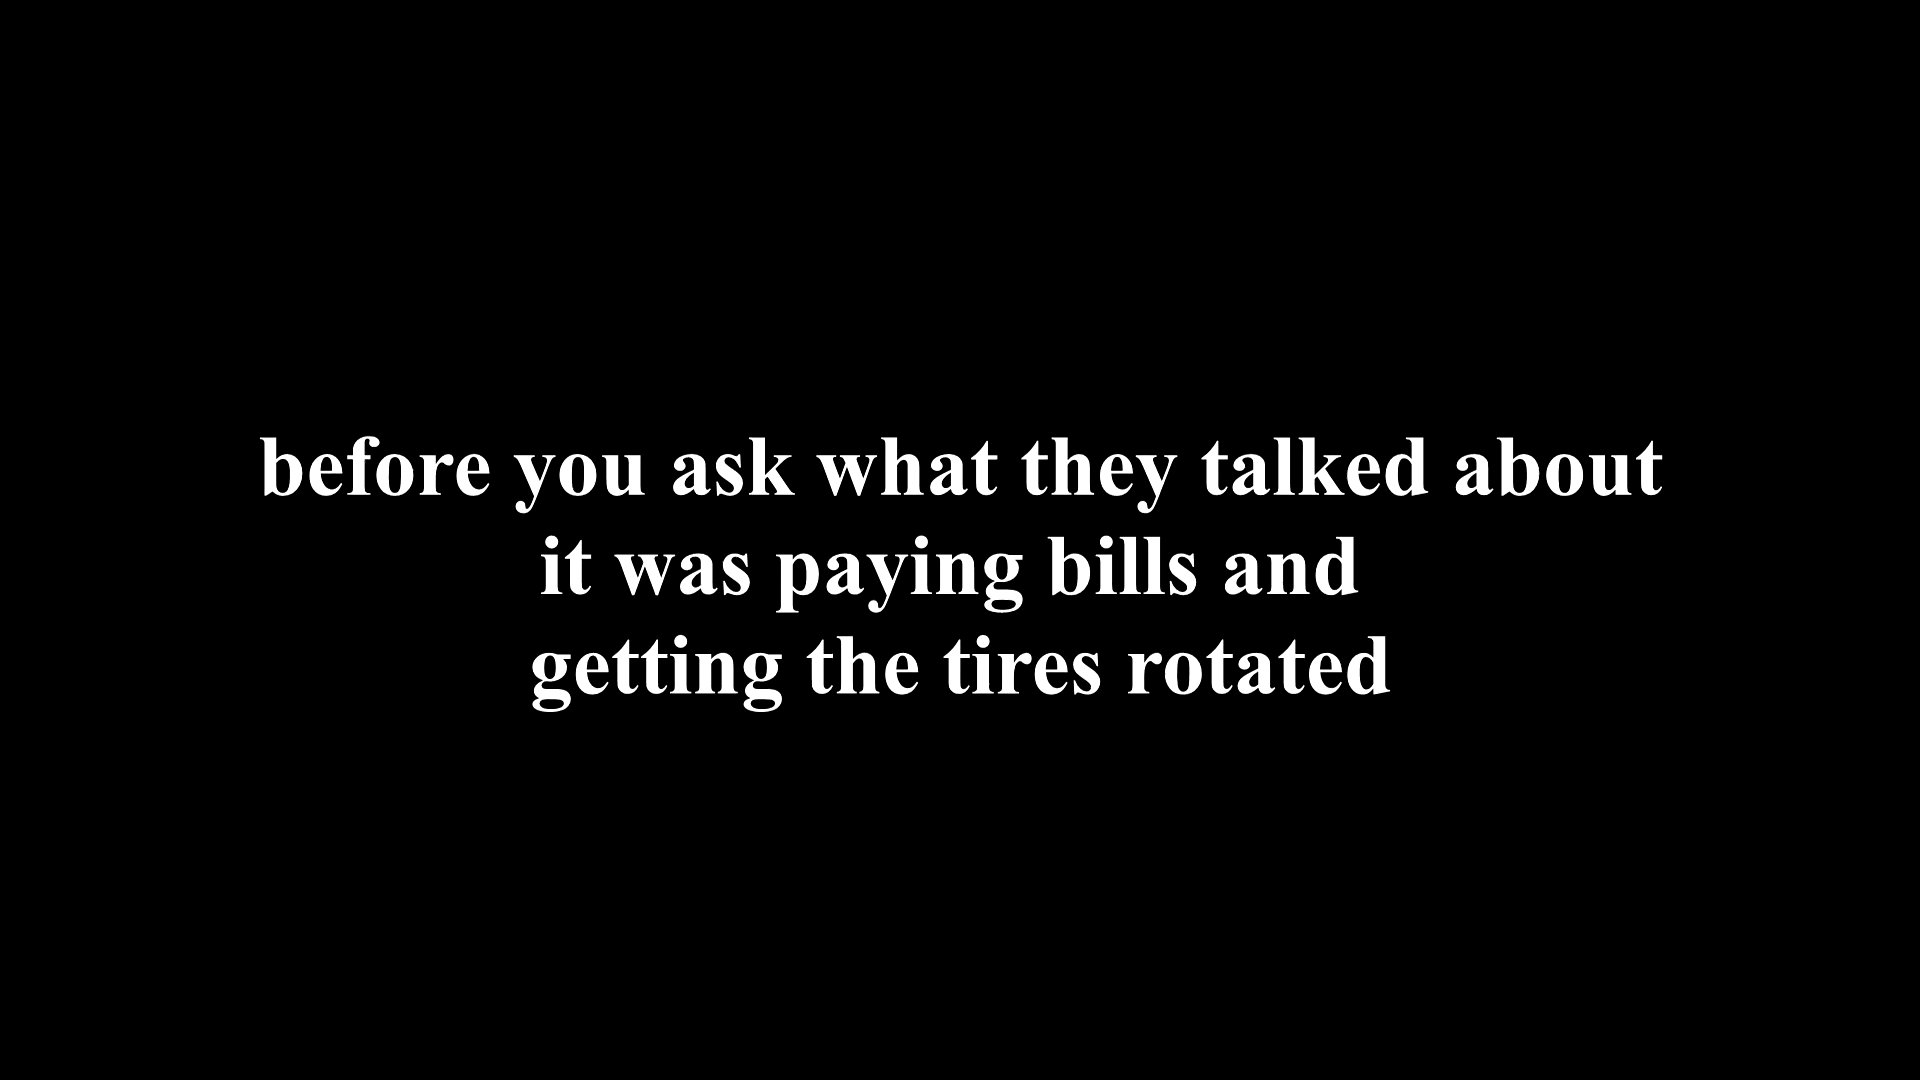 before you ask what they talked about
it was paying bills and
getting the tires rotated